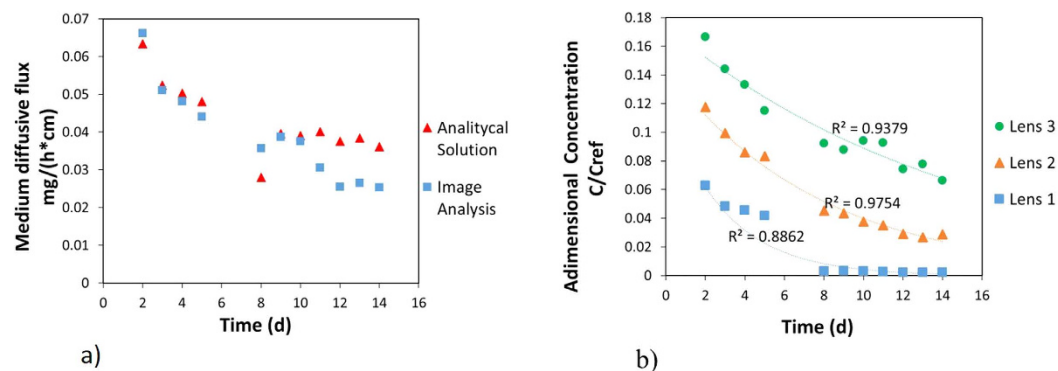 0.07
0.06
0.05
0.04
0.03
0.02
0.01
0
0 2 4 6 8 10 12 14 16
Medium diffusive flux
mg/(h*cm)
Time (d)
Analitycal
Solution
Image
Analysis
a)
0.18
0.16
0.14
0.12
0.1
0.08
0.06
0.04
0.02
0
0 2 4 6 8 10 12 14 16
Adimensional Concentration
C/Cref
Time (d)
R² = 0.9379
R² = 0.9754
R² = 0.8862
Lens 3
Lens 2
Lens 1
b)